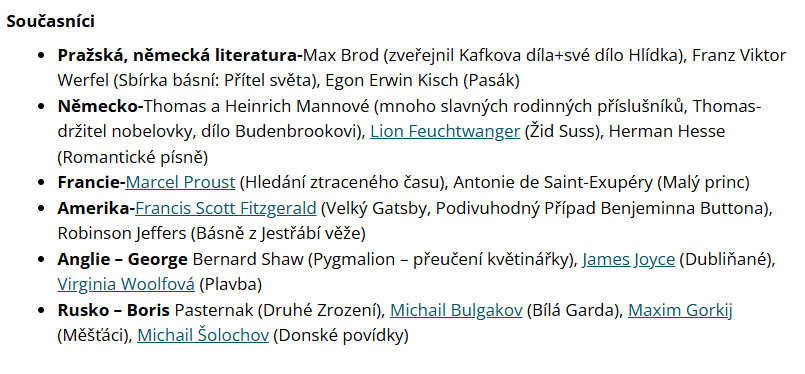 Současníci
Pražská, německá literatura-Max Brod (zveřejnil Kafkova díla+své dílo Hlídka), Franz Viktor
Werfel (Sbírka básní: Přítel světa), Egon Erwin Kisch (Pasák)
Německo-Thomas a Heinrich Mannové (mnoho slavných rodinných příslušníků, Thomas-
držitel nobelovky, dílo Budenbrookovi), Lion Feuchtwanger (Žid Suss), Herman Hesse
(Romantické písně)
Francie-Marcel Proust (Hledání ztraceného času), Antonie de Saint-Exupéry (Malý princ)
Amerika-Francis Scott Fitzgerald (Velký Gatsby, Podivuhodný Případ Benjeminna Buttona),
Robinson Jeffers (Básně z Jestřábí věže)
Anglie – George Bernard Shaw (Pygmalion – přeučení květinářky), James Joyce (Dubliňané),
Virginia Woolfová (Plavba)
Rusko – Boris Pasternak (Druhé Zrození), Michail Bulgakov (Bílá Garda), Maxim Gorkij
(Měšťáci), Michail Šolochov (Donské povídky)